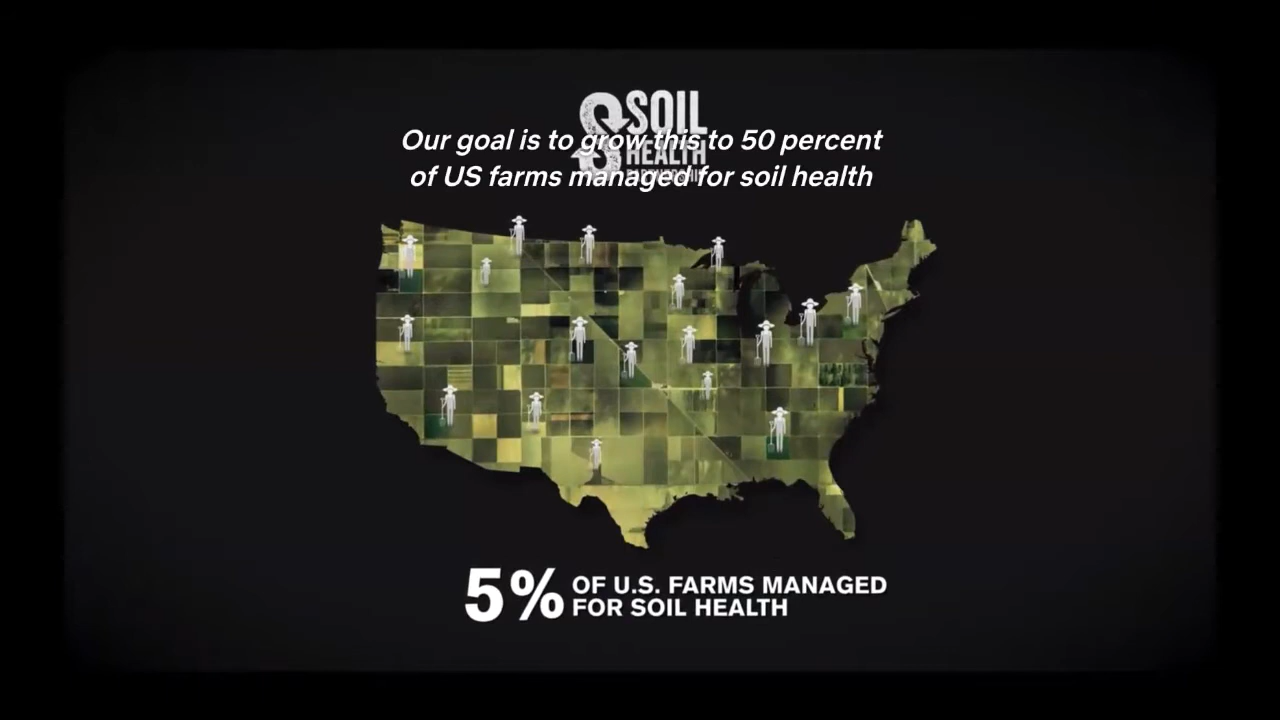 SOIL
Our goal is to grow this to 50 percent
HEALTH
of US farms managed for soil health
5% OF U.S. FARMS MANAGED
FOR SOIL HEALTH